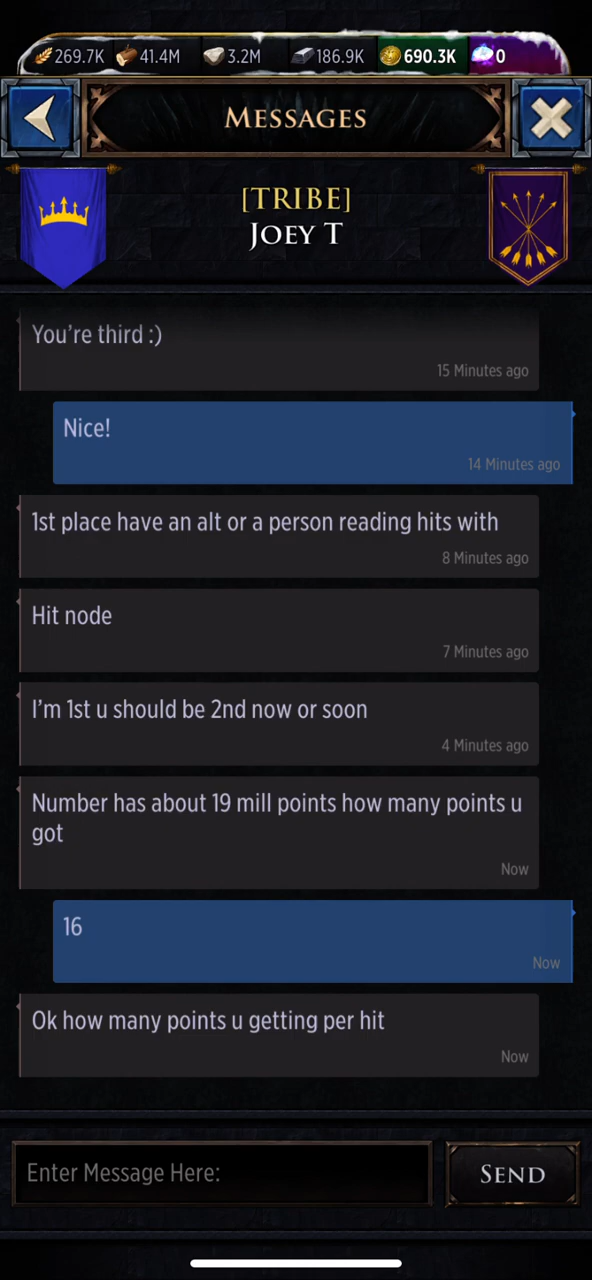 269.7K 41.4M 3.2M 186.9K 690.3K 0
Messages
[TRIBE]
Joey T
You're third :)
15 Minutes ago
Nice!
14 Minutes ago
1st place have an alt or a person reading hits with
8 Minutes ago
Hit node
7 Minutes ago
I'm 1st u should be 2nd now or soon
4 Minutes ago
Number has about 19 mill points how many points u
got
Now
16
Now
Ok how many points u getting per hit
Now
Enter Message Here:
Send